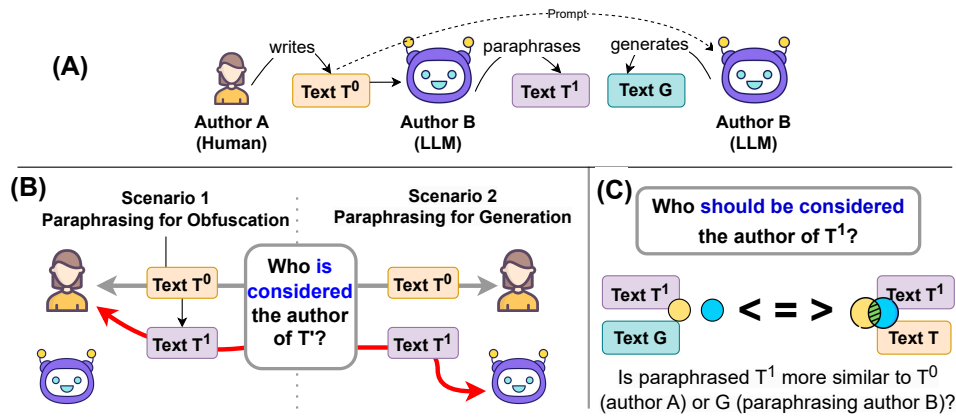 (A)
writes
Prompt
paraphrases
generates
Text T⁰
Text T¹
Text G
Author A
(Human)
Author B
(LLM)
Author B
(LLM)
(B)
Scenario 1
Paraphrasing for Obfuscation
Scenario 2
Paraphrasing for Generation
Text T⁰
Text T¹
Who is
considered
the author
of T'?
Text T⁰
Text T¹
(C)
Who should be considered
the author of T¹?
Text T¹
Text G
< = >
Text T¹
Text T
Is paraphrased T¹ more similar to T⁰
(author A) or G (paraphrasing author B)?